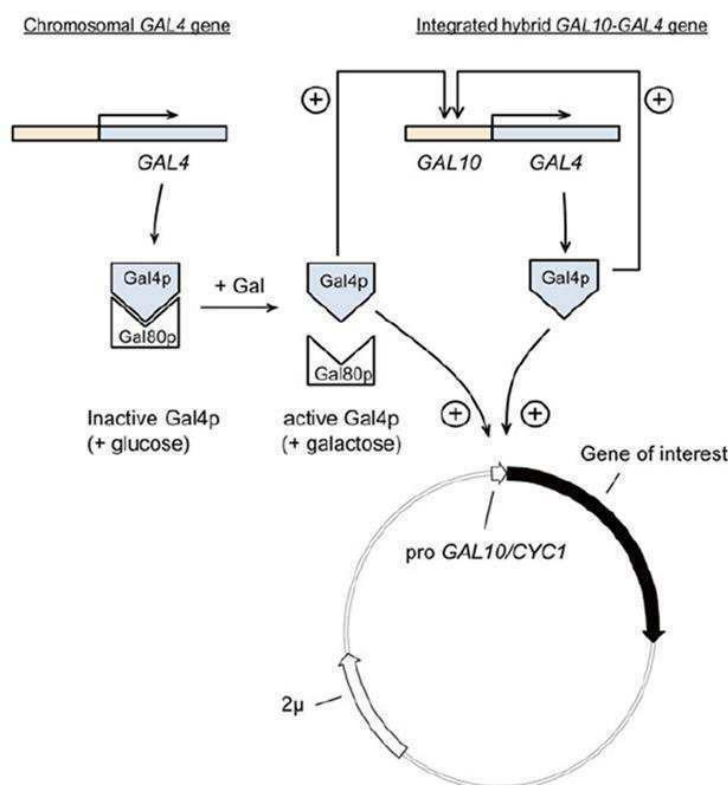 Chromosomal GAL4 gene
Integrated hybrid GAL10-GAL4 gene
+
+
GAL4
GAL10
GAL4
Gal4p
Gal80p
+ Gal
Gal4p
Gal80p
Gal4p
Inactive Gal4p
(+ glucose)
active Gal4p
(+ galactose)
+
+
Gene of interest
pro GAL10/CYC1
2μ